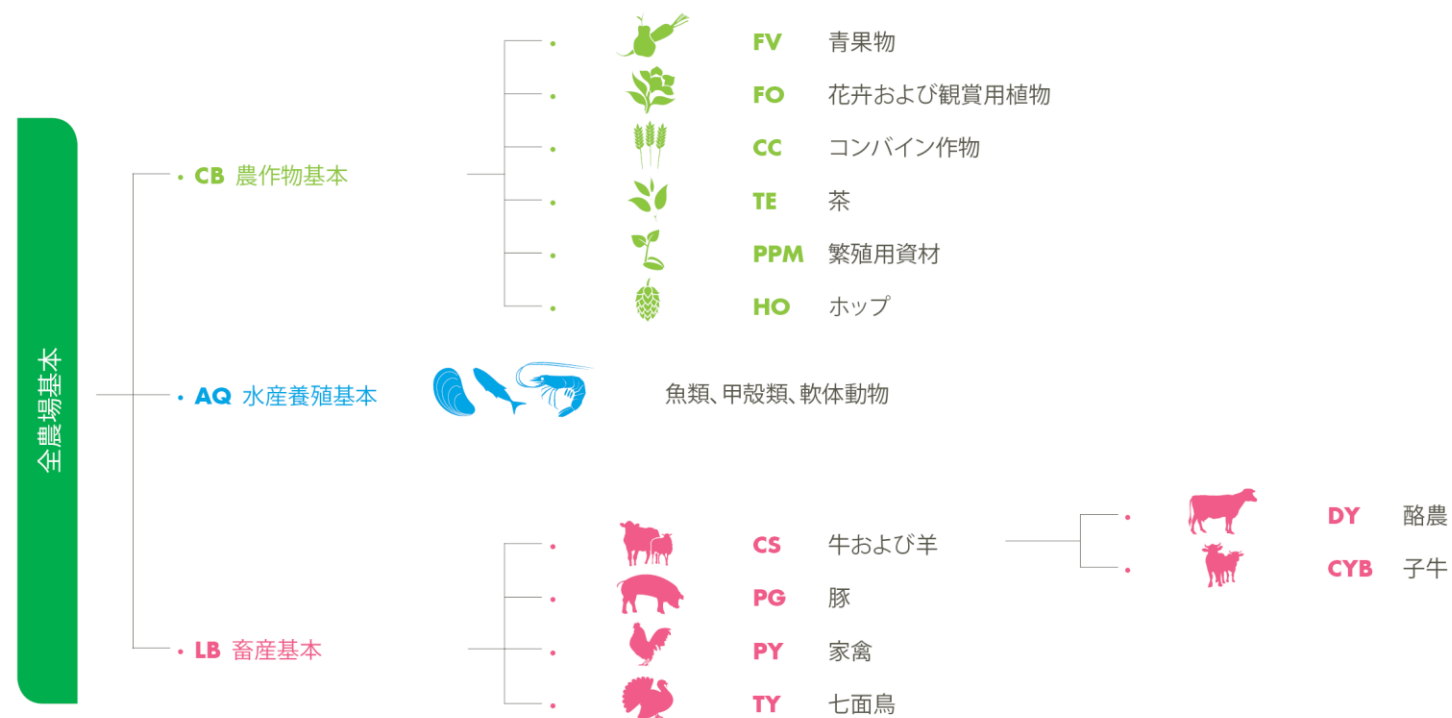 全農場基本
CB 農作物基本
FV 青果物
FO 花卉および観賞用植物
CC コンバイン作物
TE 茶
PPM 繁殖用資材
HO ホップ
AQ 水産養殖基本
魚類、甲殻類、軟体動物
LB 畜産基本
CS 牛および羊
DY 酪農
CYB 子牛
PG 豚
PY 家禽
TY 七面鳥